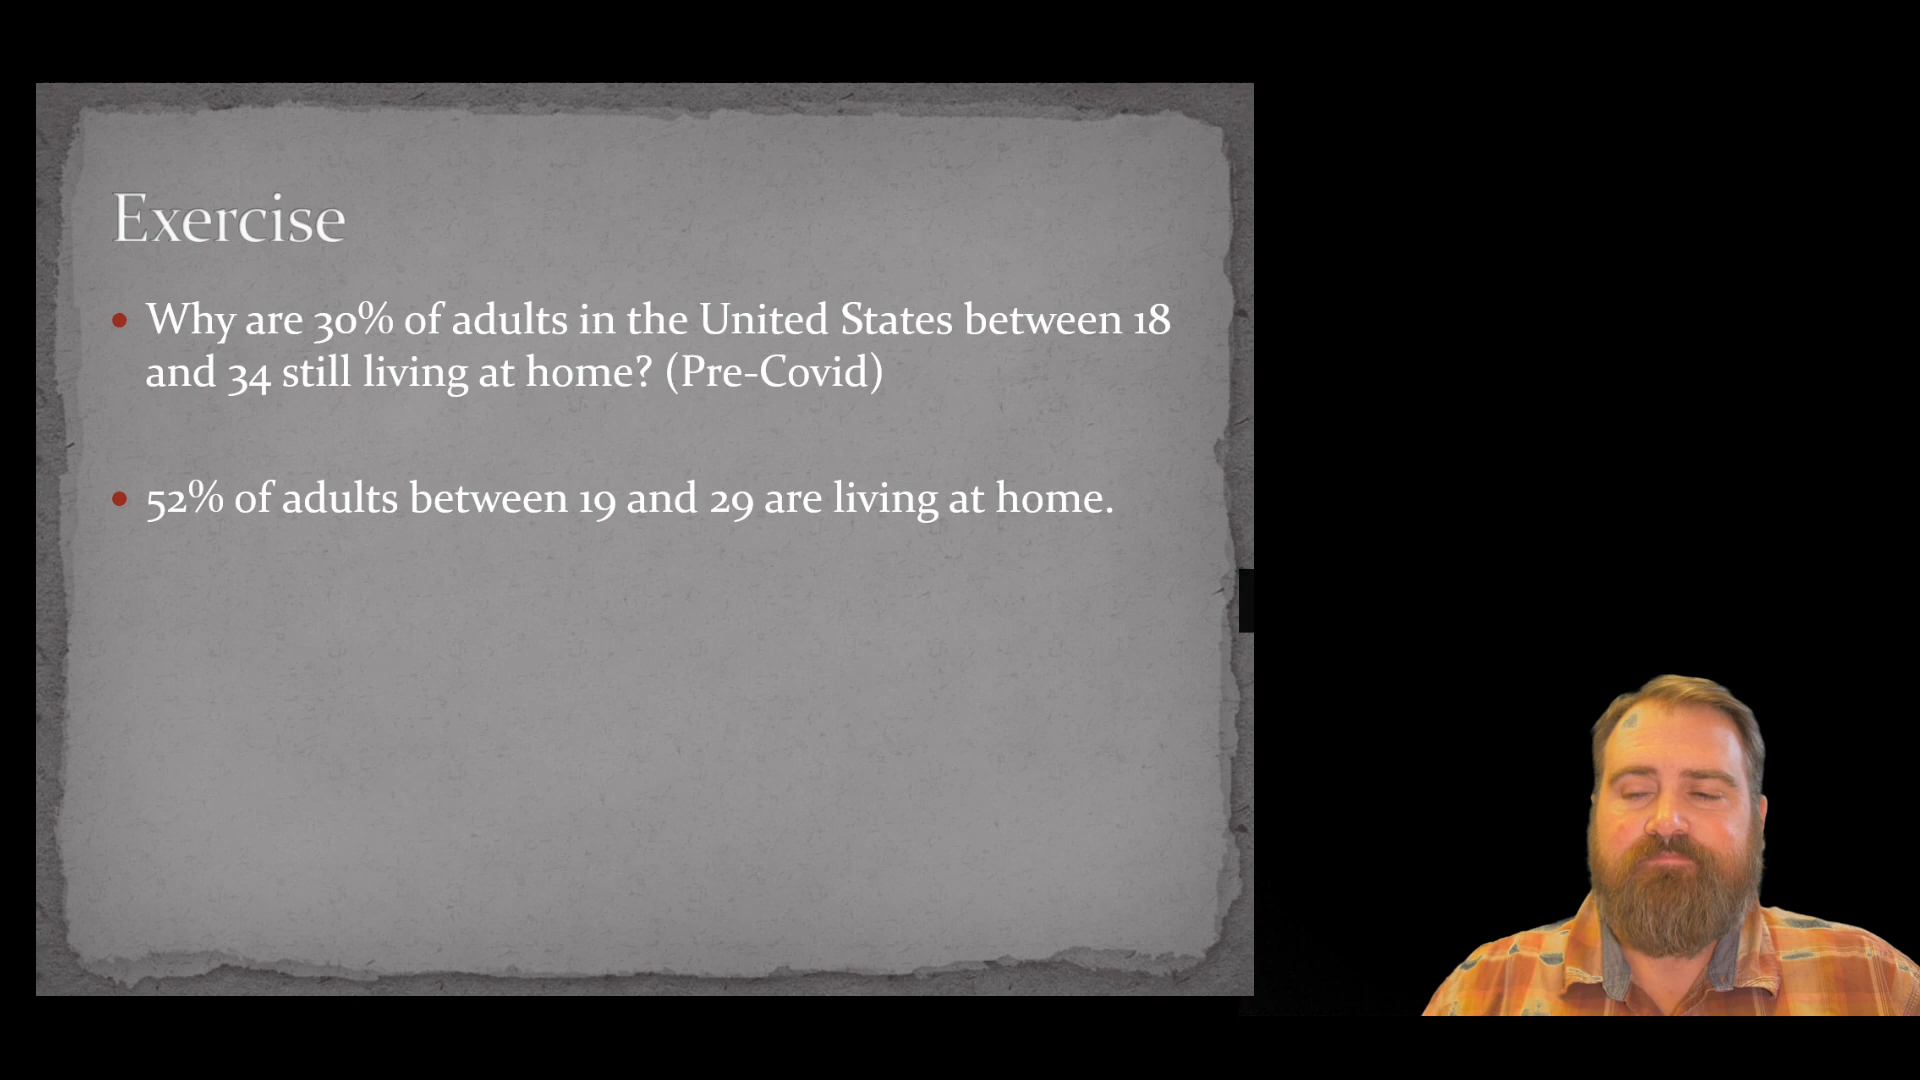 Exercise
• Why are 30% of adults in the United States between 18
and 34 still living at home? (Pre-Covid)
• 52% of adults between 19 and 29 are living at home.